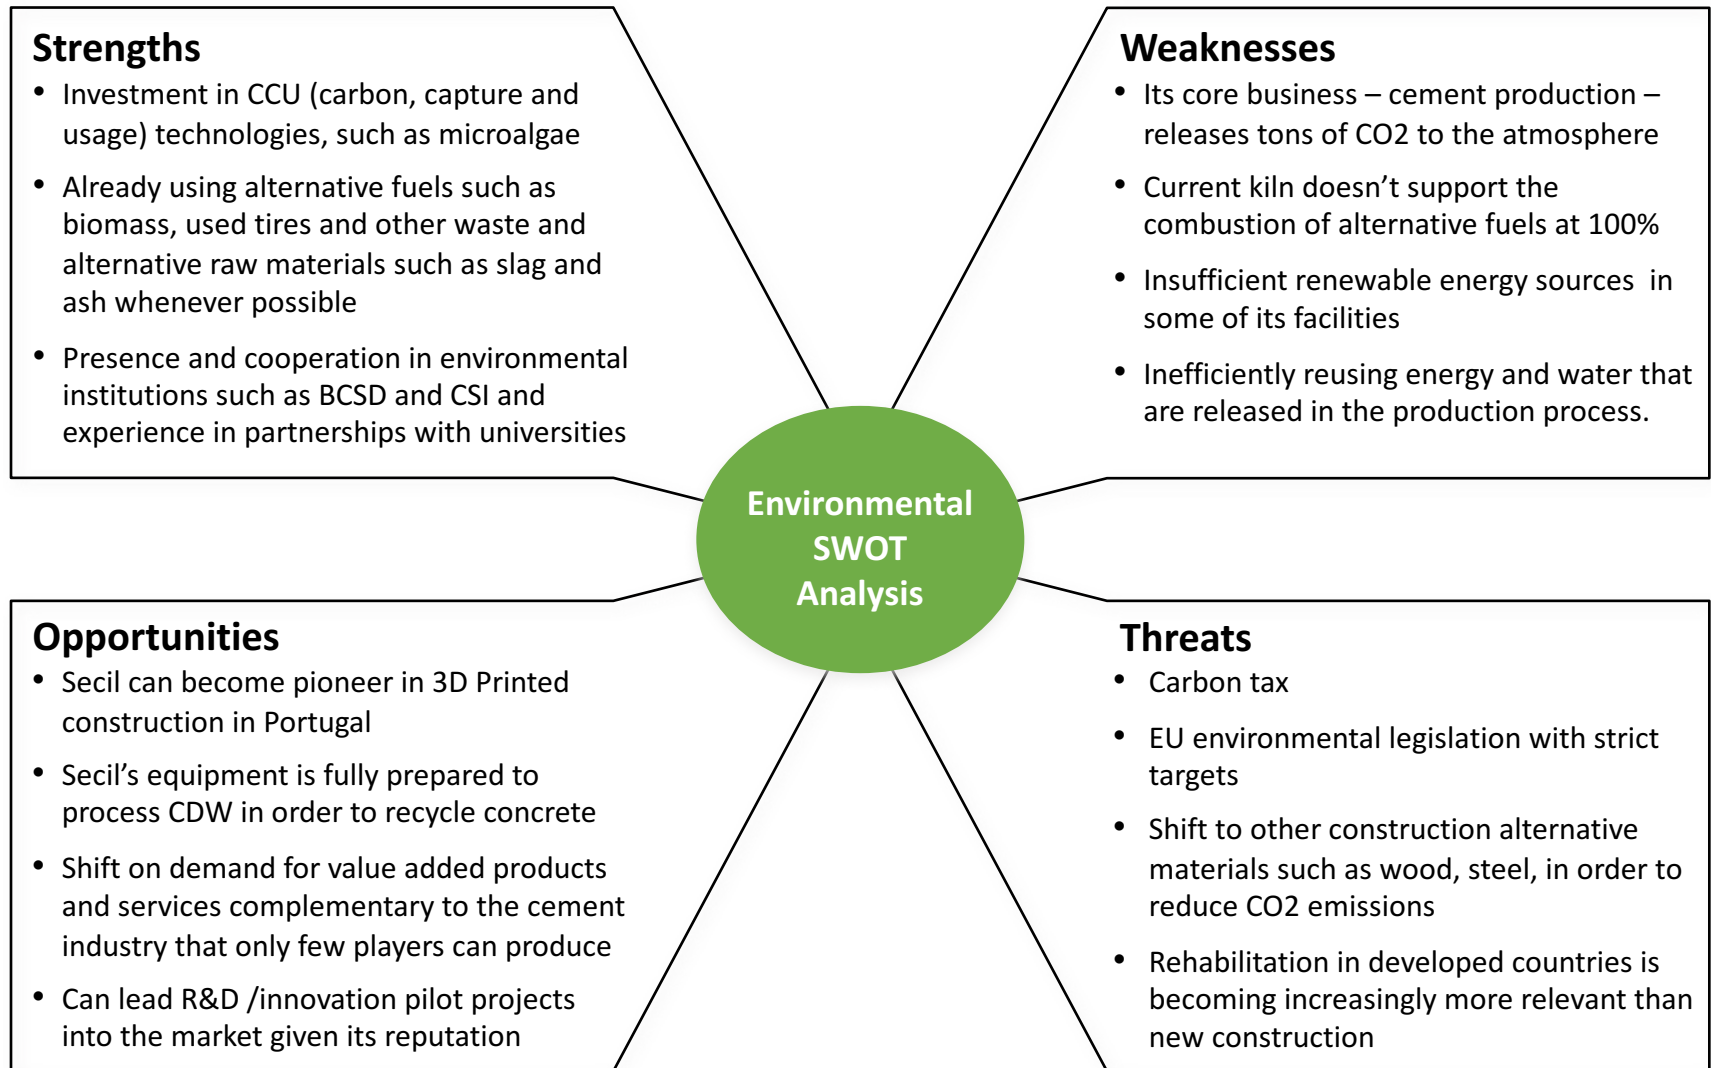 Strengths
• Investment in CCU (carbon, capture and
usage) technologies, such as microalgae
• Already using alternative fuels such as
biomass, used tires and other waste and
alternative raw materials such as slag and
ash whenever possible
• Presence and cooperation in environmental
institutions such as BCSD and CSI and
experience in partnerships with universities
Weaknesses
• Its core business – cement production –
releases tons of CO2 to the atmosphere
• Current kiln doesn’t support the
combustion of alternative fuels at 100%
• Insufficient renewable energy sources  in
some of its facilities
• Inefficiently reusing energy and water that
are released in the production process.
Environmental
SWOT
Analysis
Opportunities
• Secil can become pioneer in 3D Printed
construction in Portugal
• Secil’s equipment is fully prepared to
process CDW in order to recycle concrete
• Shift on demand for value added products
and services complementary to the cement
industry that only few players can produce
• Can lead R&D /innovation pilot projects
into the market given its reputation
Threats
• Carbon tax
• EU environmental legislation with strict
targets
• Shift to other construction alternative
materials such as wood, steel, in order to
reduce CO2 emissions
• Rehabilitation in developed countries is
becoming increasingly more relevant than
new construction